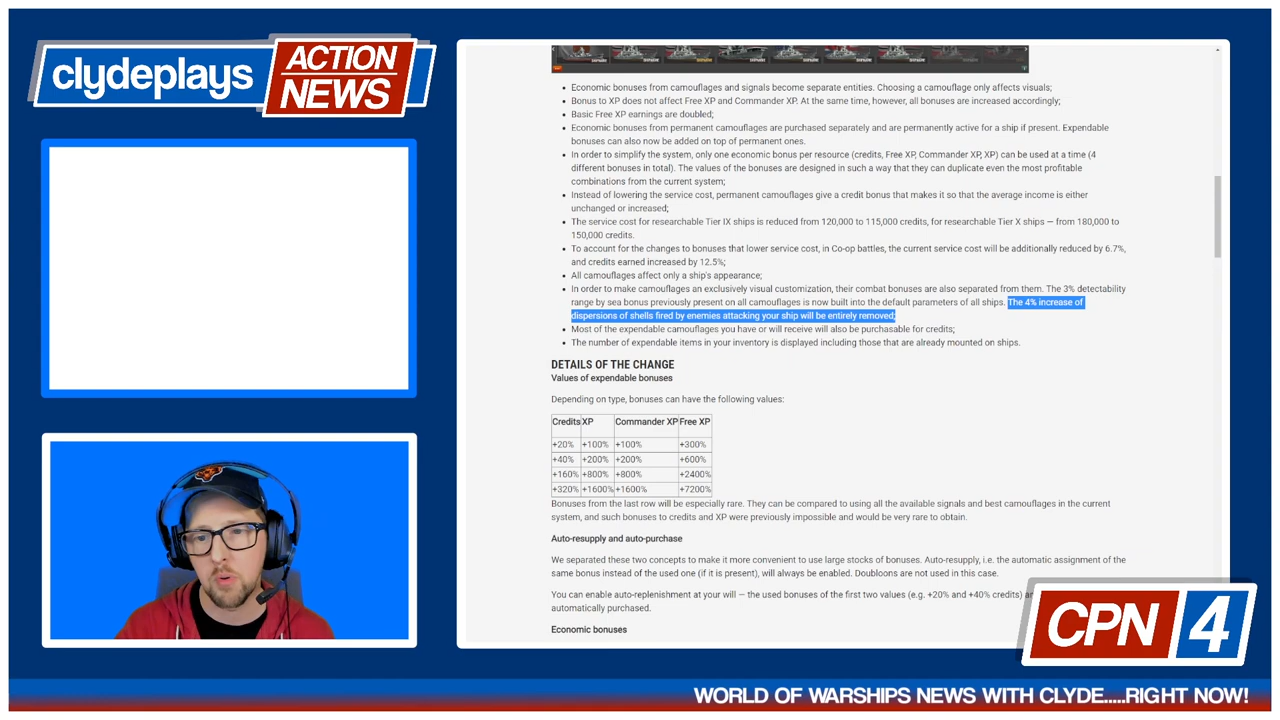 clydeplays
ACTION
NEWS
• Economic bonuses from camouflages and signals become separate entities. Choosing a camouflage only affects visuals;
• Bonus to XP does not affect Free XP and Commander XP. At the same time, however, all bonuses are increased accordingly;
• Basic Free XP earnings are doubled;
• Economic bonuses from permanent camouflages are purchased separately and are permanently active for a ship if present. Expendable
bonuses can also now be added on top of permanent ones.
• In order to simplify the system, only one economic bonus per resource (credits, Free XP, Commander XP, XP) can be used at a time (4
different bonuses in total). The values of the bonuses are designed in such a way that they can duplicate even the most profitable
combinations from the current system;
• Instead of lowering the service cost, permanent camouflages give a credit bonus that makes it so that the average income is either
unchanged or increased;
• The service cost for researchable Tier IX ships is reduced from 120,000 to 115,000 credits, for researchable Tier X ships — from 180,000 to
150,000 credits.
• To account for the changes to bonuses that lower service cost, in Co-op battles, the current service cost will be additionally reduced by 6.7%,
and credits earned increased by 12.5%;
• All camouflages affect only a ship's appearance;
• In order to make camouflages an exclusively visual customization, their combat bonuses are also separated from them. The 3% detectability
range by sea bonus previously present on all camouflages is now built into the default parameters of all ships. The 4% increase of
dispersions of shells fired by enemies attacking your ship will be entirely removed;
• Most of the expendable camouflages you have or will receive will also be purchasable for credits;
• The number of expendable items in your inventory is displayed including those that are already mounted on ships.
DETAILS OF THE CHANGE
Values of expendable bonuses
Depending on type, bonuses can have the following values:
Credits XP Commander XP Free XP
+20% +100% +100% +300%
+40% +200% +200% +600%
+160% +800% +800% +2400%
+320% +1600% +1600% +7200%
Bonuses from the last row will be especially rare. They can be compared to using all the available signals and best camouflages in the current
system, and such bonuses to credits and XP were previously impossible and would be very rare to obtain.
Auto-resupply and auto-purchase
We separated these two concepts to make it more convenient to use large stocks of bonuses. Auto-resupply, i.e. the automatic assignment of the
same bonus instead of the used one (if it is present), will always be enabled. Doubloons are not used in this case.
You can enable auto-replenishment at your will — the used bonuses of the first two values (e.g. +20% and +40% credits)
automatically purchased.
Economic bonuses
CPN 4
WORLD OF WARSHIPS NEWS WITH CLYDE.....RIGHT NOW!